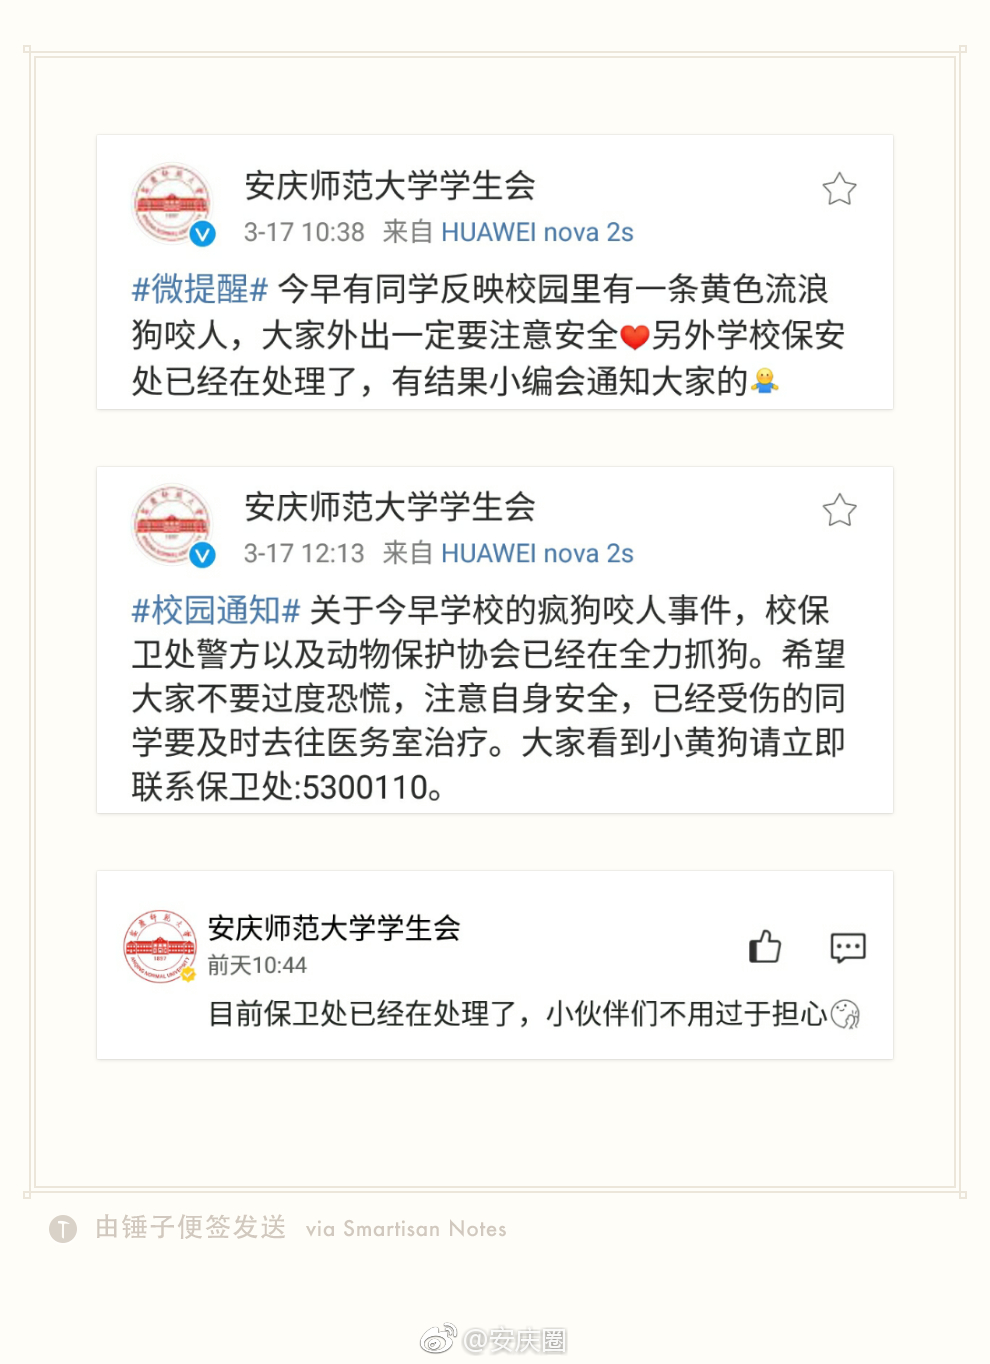 安庆师范大学学生会
3-17 10:38 来自 HUAWEI nova 2s
#微提醒# 今早有同学反映校园里有一条黄色流浪
狗咬人，大家外出一定要注意安全❤️另外学校保安
处已经在处理了，有结果小编会通知大家的🤷
安庆师范大学学生会
3-17 12:13 来自 HUAWEI nova 2s
#校园通知# 关于今早学校的疯狗咬人事件，校保
卫处警方以及动物保护协会已经在全力抓狗。希望
大家不要过度恐慌，注意自身安全，已经受伤的同
学要及时去往医务室治疗。大家看到小黄狗请立即
联系保卫处:5300110。
安庆师范大学学生会
前天10:44
目前保卫处已经在处理了，小伙伴们不用过于担心
T 由锤子便签发送 via Smartisan Notes
@安庆圈